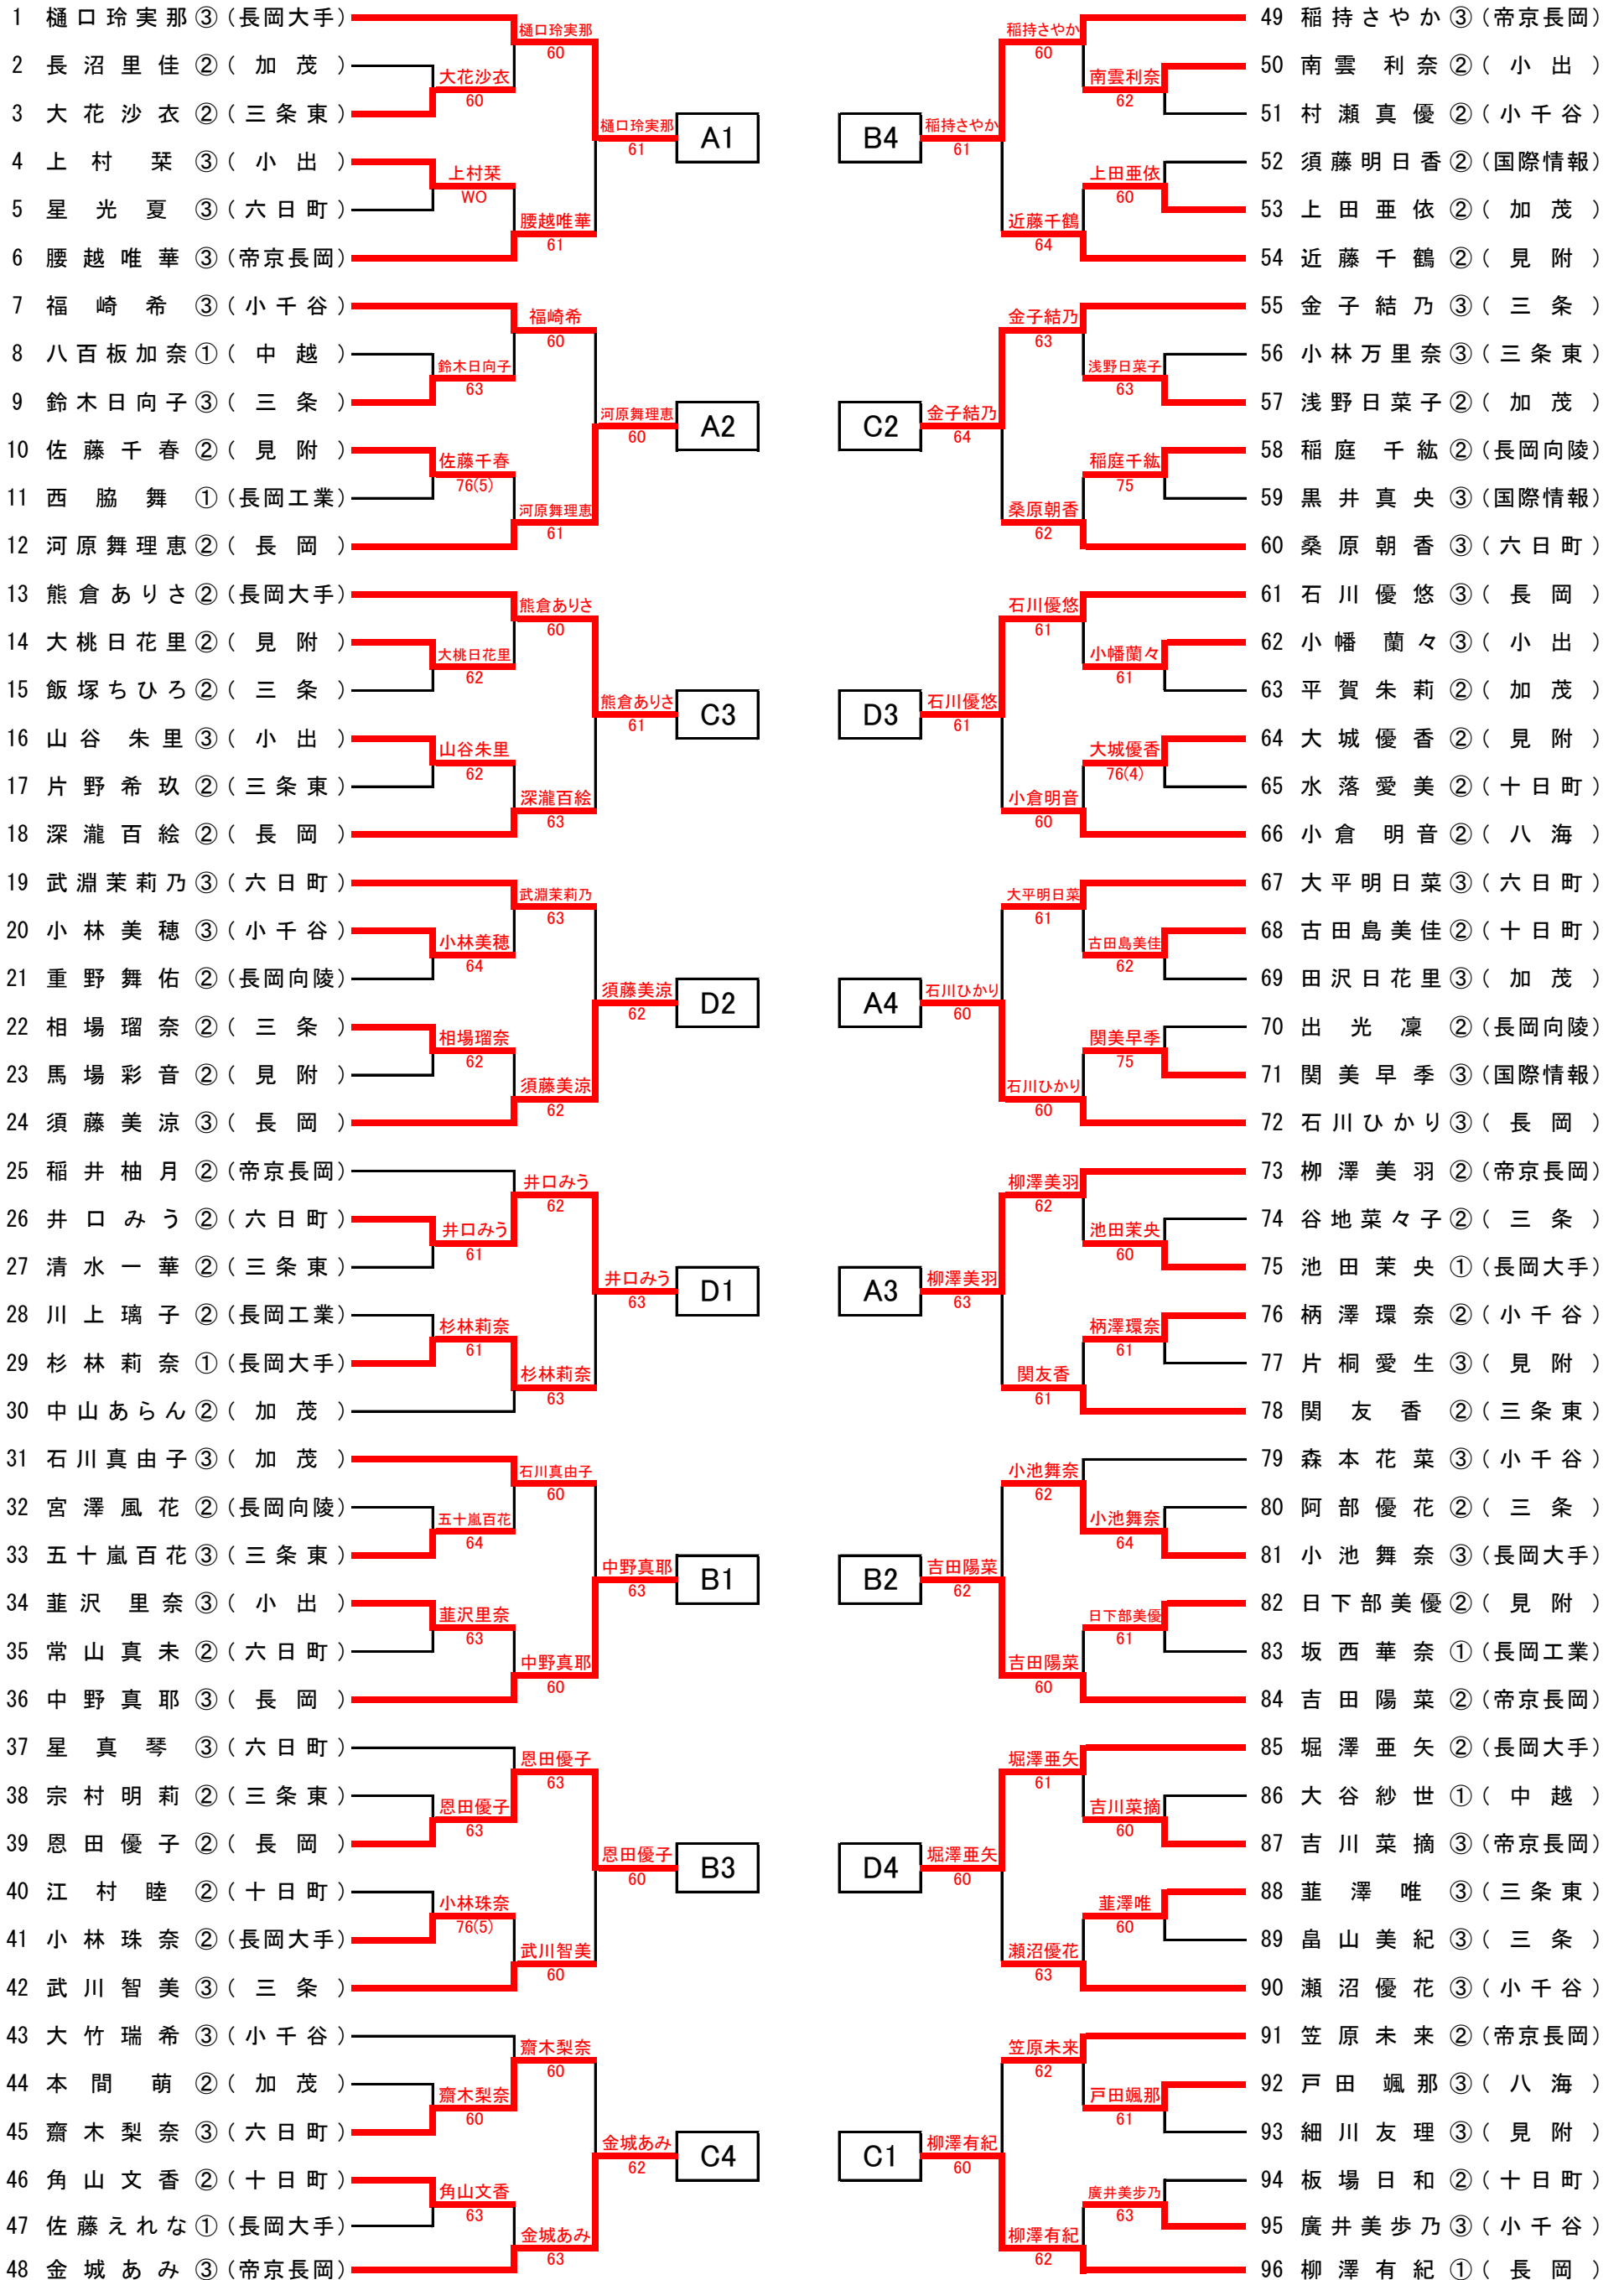 1 樋口玲実那③(長岡大手)
2 長沼里佳②(加茂)
3 大花沙衣②(三条東)
4 上村栞③(小出)
5 星光夏③(六日町)
6 腰越唯華③(帝京長岡)
7 福崎希③(小千谷)
8 八百板加奈①(中越)
9 鈴木日向子③(三条)
10 佐藤千春②(見附)
11 西脇舞①(長岡工業)
12 河原舞理恵②(長岡)
13 熊倉ありさ②(長岡大手)
14 大桃日花里②(見附)
15 飯塚ちひろ②(三条)
16 山谷朱里③(小出)
17 片野希玖②(三条東)
18 深瀧百絵②(長岡)
19 武淵茉莉乃③(六日町)
20 小林美穂③(小千谷)
21 重野舞佑②(長岡向陵)
22 相場瑠奈②(三条)
23 馬場彩音②(見附)
24 須藤美涼③(長岡)
25 稲井柚月②(帝京長岡)
26 井口みう②(六日町)
27 清水一華②(三条東)
28 川上璃子②(長岡工業)
29 杉林莉奈①(長岡大手)
30 中山あらん②(加茂)
31 石川真由子③(加茂)
32 宮澤風花②(長岡向陵)
33 五十嵐百花③(三条東)
34 韮沢里奈③(小出)
35 常山真未②(六日町)
36 中野真耶③(長岡)
37 星真琴③(六日町)
38 宗村明莉②(三条東)
39 恩田優子②(長岡)
40 江村睦②(十日町)
41 小林珠奈②(長岡大手)
42 武川智美③(三条)
43 大竹瑞希③(小千谷)
44 本間萌②(加茂)
45 齋木梨奈③(六日町)
46 角山文香②(十日町)
47 佐藤えれな①(長岡大手)
48 金城あみ③(帝京長岡)
大花沙衣
60
上村栞
WO
鈴木日向子
63
佐藤千春
76(5)
大桃日花里
62
山谷朱里
62
小林美穂
64
相場瑠奈
62
井口みう
61
杉林莉奈
61
五十嵐百花
64
韮沢里奈
63
恩田優子
63
小林珠奈
76(5)
齋木梨奈
60
角山文香
63
樋口玲実那
60
腰越唯華
61
福崎希
60
河原舞理恵
61
熊倉ありさ
60
深瀧百絵
63
武淵茉莉乃
63
須藤美涼
62
井口みう
62
杉林莉奈
63
石川真由子
60
中野真耶
60
恩田優子
63
武川智美
60
齋木梨奈
60
金城あみ
63
樋口玲実那
61
A1
河原舞理恵
60
A2
熊倉ありさ
61
C3
須藤美涼
62
D2
井口みう
63
D1
中野真耶
63
B1
恩田優子
60
B3
金城あみ
62
C4
B4
稲持さやか
61
C2
金子結乃
64
D3
石川優悠
61
A4
石川ひかり
60
A3
柳澤美羽
63
B2
吉田陽菜
62
D4
堀澤亜矢
60
C1
柳澤有紀
60
稲持さやか
60
近藤千鶴
64
金子結乃
63
桑原朝香
62
石川優悠
61
小倉明音
60
大平明日菜
61
石川ひかり
60
柳澤美羽
62
関友香
61
小池舞奈
62
吉田陽菜
60
堀澤亜矢
61
瀬沼優花
63
笠原未来
62
柳澤有紀
62
南雲利奈
62
上田亜依
60
浅野日菜子
63
稲庭千紘
75
小幡蘭々
61
大城優香
76(4)
古田島美佳
62
関美早季
75
池田茉央
60
柄澤環奈
61
小池舞奈
64
日下部美優
61
吉川菜摘
60
韮澤唯
60
戸田颯那
61
廣井美歩乃
63
49 稲持さやか③(帝京長岡)
50 南雲利奈②(小出)
51 村瀬真優②(小千谷)
52 須藤明日香②(国際情報)
53 上田亜依②(加茂)
54 近藤千鶴②(見附)
55 金子結乃③(三条)
56 小林万里奈③(三条東)
57 浅野日菜子②(加茂)
58 稲庭千紘②(長岡向陵)
59 黒井真央③(国際情報)
60 桑原朝香③(六日町)
61 石川優悠③(長岡)
62 小幡蘭々③(小出)
63 平賀朱莉②(加茂)
64 大城優香②(見附)
65 水落愛美②(十日町)
66 小倉明音②(八海)
67 大平明日菜③(六日町)
68 古田島美佳②(十日町)
69 田沢日花里③(加茂)
70 出光凜②(長岡向陵)
71 関美早季③(国際情報)
72 石川ひかり③(長岡)
73 栁澤美羽②(帝京長岡)
74 谷地菜々子②(三条)
75 池田茉央①(長岡大手)
76 柄澤環奈②(小千谷)
77 片桐愛生③(見附)
78 関友香②(三条東)
79 森本花菜③(小千谷)
80 阿部優花②(三条)
81 小池舞奈③(長岡大手)
82 日下部美優②(見附)
83 坂西華奈①(長岡工業)
84 吉田陽菜②(帝京長岡)
85 堀澤亜矢②(長岡大手)
86 大谷紗世①(中越)
87 吉川菜摘③(帝京長岡)
88 韮澤唯③(三条東)
89 畠山美紀③(三条)
90 瀬沼優花③(小千谷)
91 笠原未来②(帝京長岡)
92 戸田颯那③(八海)
93 細川友理③(見附)
94 板場日和②(十日町)
95 廣井美歩乃③(小千谷)
96 柳澤有紀①(長岡)